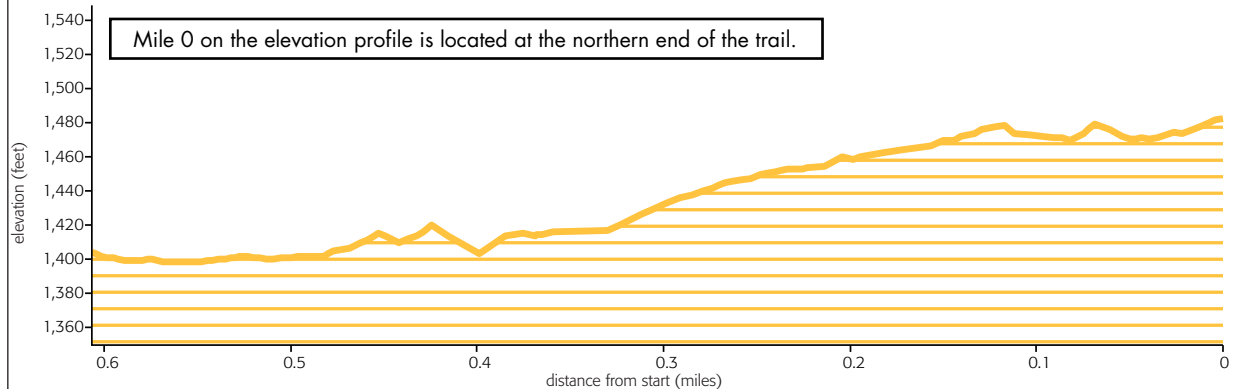 1,540
Mile 0 on the elevation profile is located at the northern end of the trail.
1,520
1,500
1,480
1,460
1,440
1,420
1,400
1,380
1,360
elevation (feet)
0.6 0.5 0.4 0.3 0.2 0.1 0
distance from start (miles)